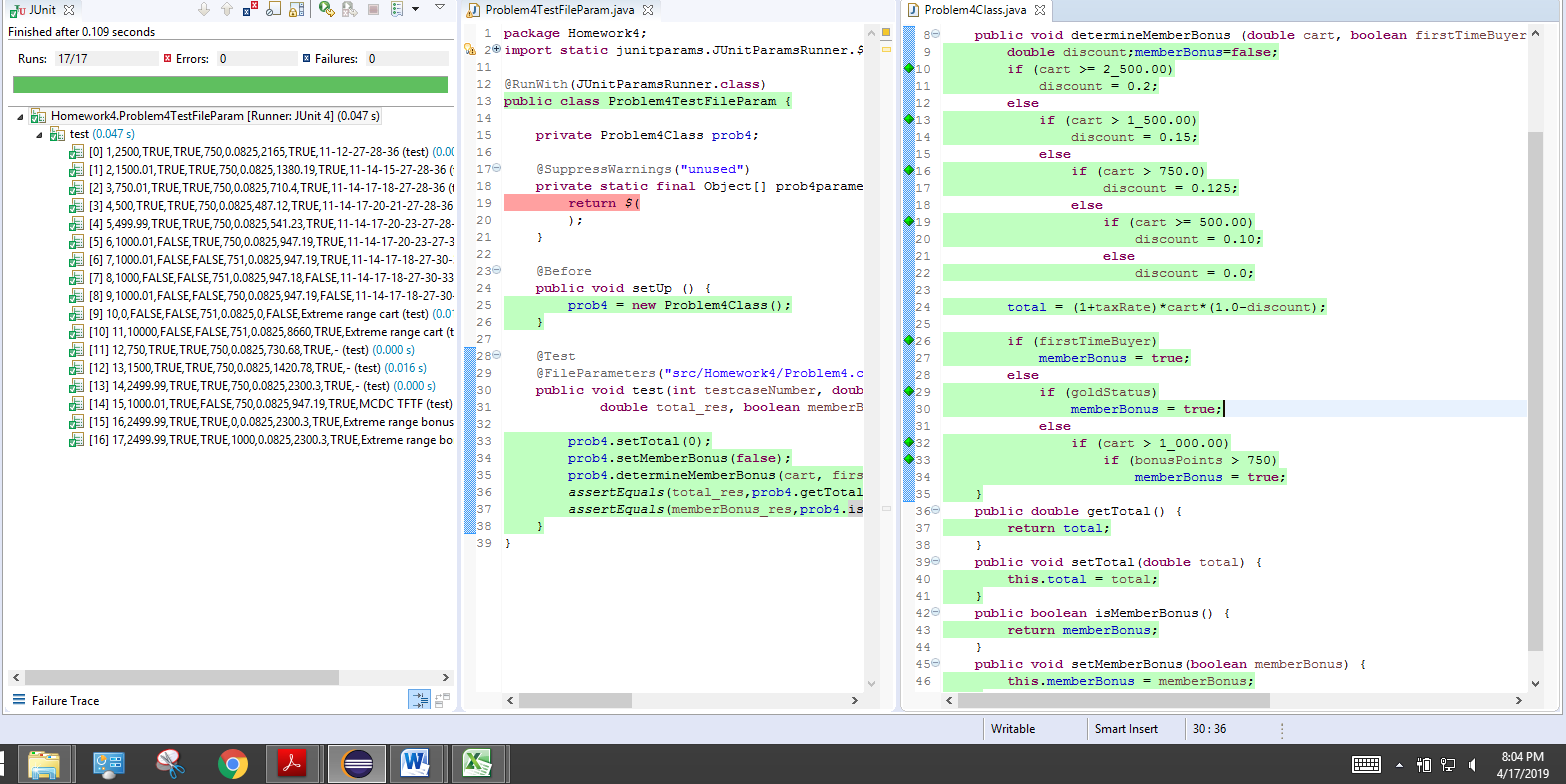 JUnit
Finished after 0.109 seconds
Runs: 17/17 Errors: 0 Failures: 0
Homework4.Problem4TestFileParam [Runner: JUnit 4] (0.047 s)
test (0.047 s)
[0] 1,2500,TRUE,TRUE,750,0.0825,2165,TRUE,11-12-27-28-36 (test) (0.00
[1] 2,1500.01,TRUE,TRUE,750,0.0825,1380.19,TRUE,11-14-15-27-28-36 (
[2] 3,750.01,TRUE,TRUE,750,0.0825,710.4,TRUE,11-14-17-18-27-28-36 (t
[3] 4,500,TRUE,TRUE,750,0.0825,487.12,TRUE,11-14-17-20-21-27-28-36
[4] 5,499.99,TRUE,TRUE,750,0.0825,541.23,TRUE,11-14-17-20-23-27-28-
[5] 6,1000.01,FALSE,TRUE,750,0.0825,947.19,TRUE,11-14-17-20-23-27-3
[6] 7,1000.01,FALSE,FALSE,751,0.0825,947.19,TRUE,11-14-17-18-27-30-
[7] 8,1000,FALSE,FALSE,751,0.0825,947.18,FALSE,11-14-17-18-27-30-33
[8] 9,1000.01,FALSE,FALSE,750,0.0825,947.19,FALSE,11-14-17-18-27-30-
[9] 10,0,FALSE,FALSE,751,0.0825,0,FALSE,Extreme range cart (test) (0.0
[10] 11,10000,FALSE,FALSE,751,0.0825,8660,TRUE,Extreme range cart (t
[11] 12,750,TRUE,TRUE,750,0.0825,730.68,TRUE,- (test) (0.000 s)
[12] 13,1500,TRUE,TRUE,750,0.0825,1420.78,TRUE,- (test) (0.016 s)
[13] 14,2499.99,TRUE,TRUE,750,0.0825,2300.3,TRUE,- (test) (0.000 s)
[14] 15,1000.01,TRUE,FALSE,750,0.0825,947.19,TRUE,MCDC TFTF (test)
[15] 16,2499.99,TRUE,TRUE,0,0.0825,2300.3,TRUE,Extreme range bonus
[16] 17,2499.99,TRUE,TRUE,1000,0.0825,2300.3,TRUE,Extreme range bo
Failure Trace
Problem4TestFileParam.java
1 package Homework4;
2 import static junitparams.JUnitParamsRunner.$
11
12 @RunWith(JUnitParamsRunner.class)
13 public class Problem4TestFileParam {
14
15 private Problem4Class prob4;
16
17 @SuppressWarnings("unused")
18 private static final Object[] prob4parame
19 return $(
20 );
21 }
22
23 @Before
24 public void setUp () {
25 prob4 = new Problem4Class();
26 }
27
28 @Test
29 @FileParameters("src/Homework4/Problem4.c
30 public void test(int testcaseNumber, doub
31 double total_res, boolean memberB
32
33 prob4.setTotal(0);
34 prob4.setMemberBonus(false);
35 prob4.determineMemberBonus(cart, firs
36 assertEquals(total_res,prob4.getTotal
37 assertEquals(memberBonus_res,prob4.is
38 }
39 }
Problem4Class.java
8 public void determineMemberBonus (double cart, boolean firstTimeBuyer
9 double discount;memberBonus=false;
10 if (cart >= 2_500.00)
11 discount = 0.2;
12 else
13 if (cart > 1_500.00)
14 discount = 0.15;
15 else
16 if (cart > 750.0)
17 discount = 0.125;
18 else
19 if (cart >= 500.00)
20 discount = 0.10;
21 else
22 discount = 0.0;
23
24 total = (1+taxRate)*cart*(1.0-discount);
25
26 if (firstTimeBuyer)
27 memberBonus = true;
28 else
29 if (goldStatus)
30 memberBonus = true;
31 else
32 if (cart > 1_000.00)
33 if (bonusPoints > 750)
34 memberBonus = true;
35 }
36 public double getTotal() {
37 return total;
38 }
39 public void setTotal(double total) {
40 this.total = total;
41 }
42 public boolean isMemberBonus() {
43 return memberBonus;
44 }
45 public void setMemberBonus(boolean memberBonus) {
46 this.memberBonus = memberBonus;
Writable Smart Insert 30 : 36
8:04 PM
4/17/2019